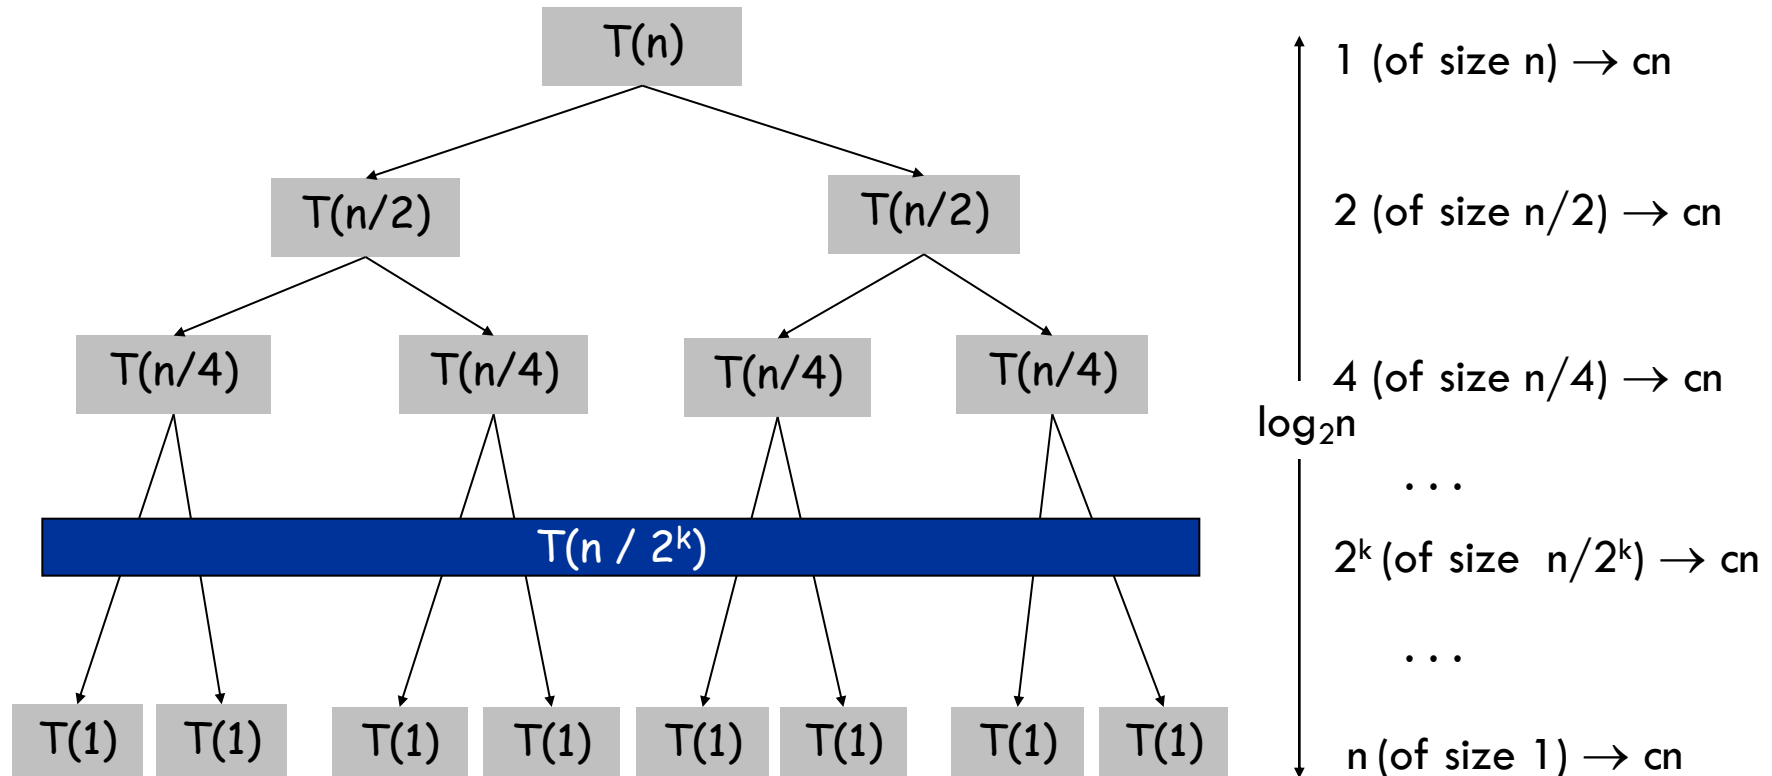 T(n)
1 (of size n) → cn
T(n/2) T(n/2)
2 (of size n/2) → cn
T(n/4) T(n/4) T(n/4) T(n/4)
4 (of size n/4) → cn
log₂n
. . .
T(n / 2ᵏ)
2ᵏ (of size n/2ᵏ) → cn
. . .
T(1) T(1) T(1) T(1) T(1) T(1) T(1) T(1)
n (of size 1) → cn